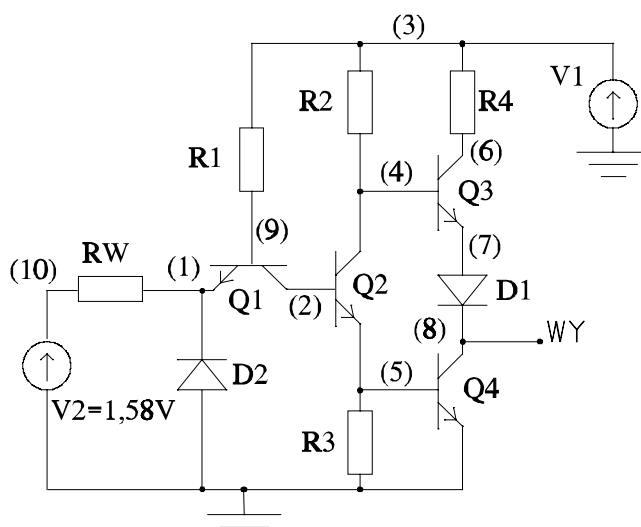 (3)
V1
R2
R4
R1
(6)
(4)
Q3
(9)
(7)
(10)
RW
(1)
Q1
(2)
Q2
D1
(8)
WY
D2
(5)
Q4
V2=1,58V
R3